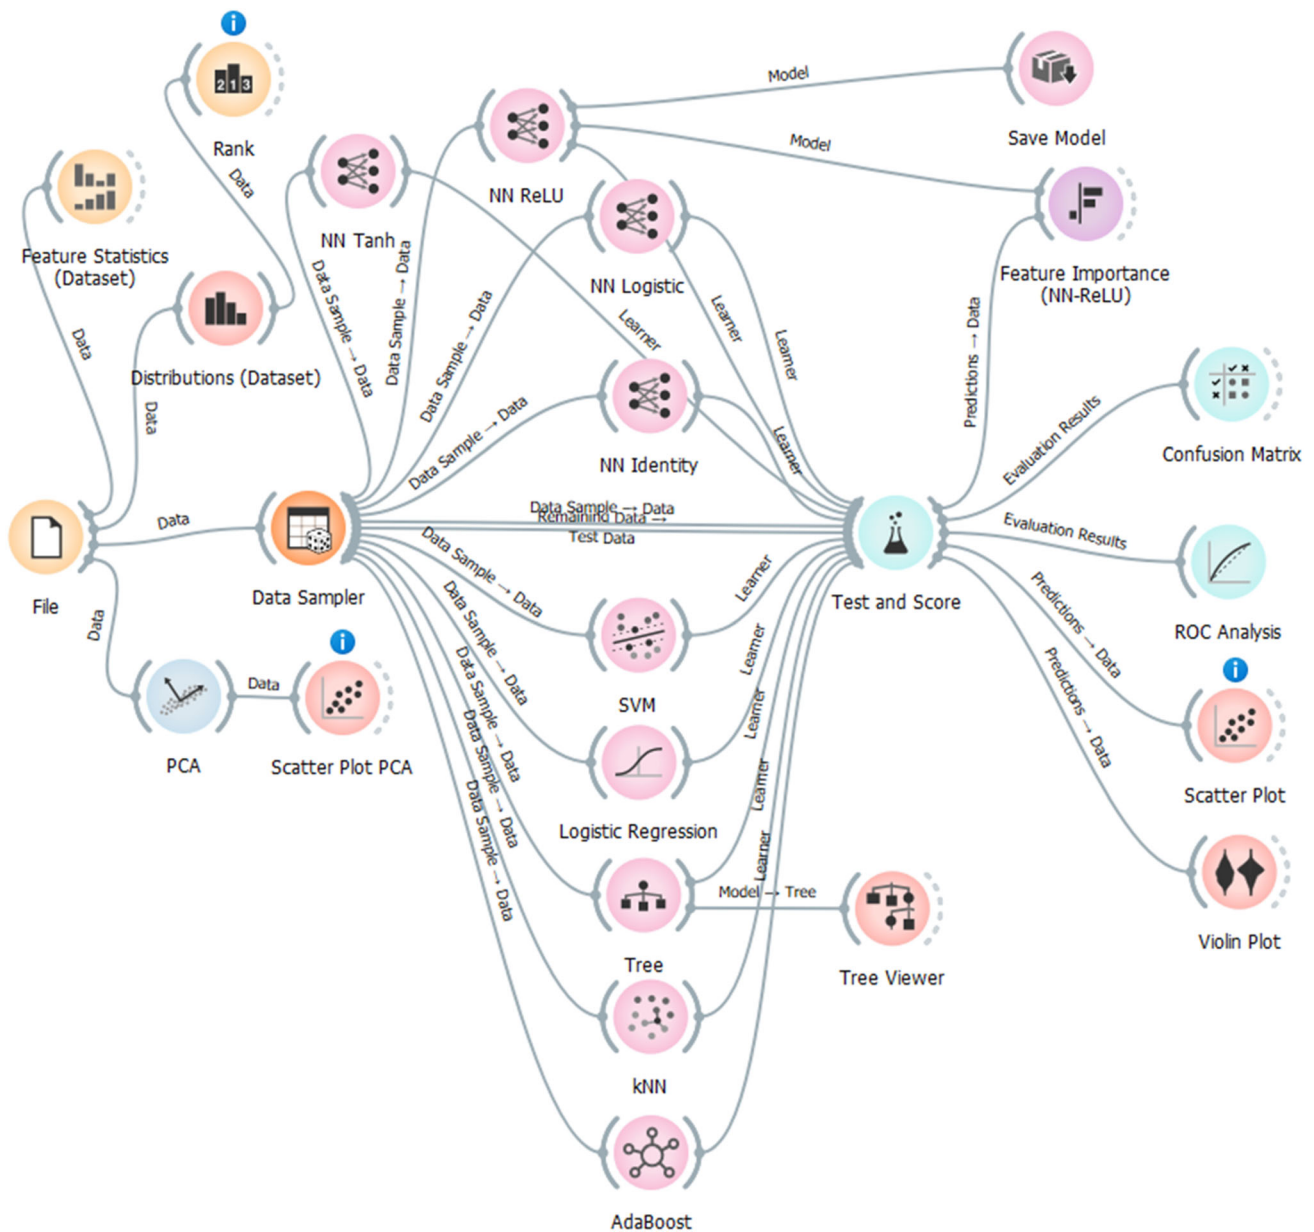 i
2 1 3
Rank
Data
Model
Save Model
Model
NN ReLU
NN Tanh
Feature Statistics
(Dataset)
Data
NN Logistic
Feature Importance
(NN-ReLU)
Data Sample → Data
Data Sample → Data
Data Sample → Data
Learner
Learner
Learner
Predictions → Data
Distributions (Dataset)
Data
Data Sample → Data
NN Identity
Learner
Evaluation Results
Confusion Matrix
File
Data
Data Sampler
Data Sample → Data
Remaining Data →
Test Data
Test and Score
Evaluation Results
ROC Analysis
Data
PCA
Data
i
Scatter Plot PCA
Data Sample → Data
Data Sample → Data
Data Sample → Data
Data Sample → Data
Data Sample → Data
SVM
Learner
Logistic Regression
Learner
Learner
Learner
Learner
Tree
Model → Tree
Tree Viewer
Predictions → Data
Predictions → Data
i
Scatter Plot
Violin Plot
kNN
AdaBoost